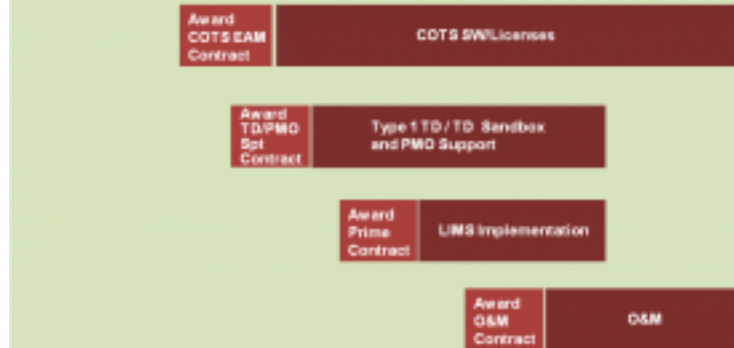 Award
COTS EAM
Contract
COTS SW/Licenses
Award
TD/PMO
Spt
Contract
Type 1 TD / TD Sandbox
and PMO Support
Award
Prime
Contract
LIMS Implementation
Award
O&M
Contract
O&M